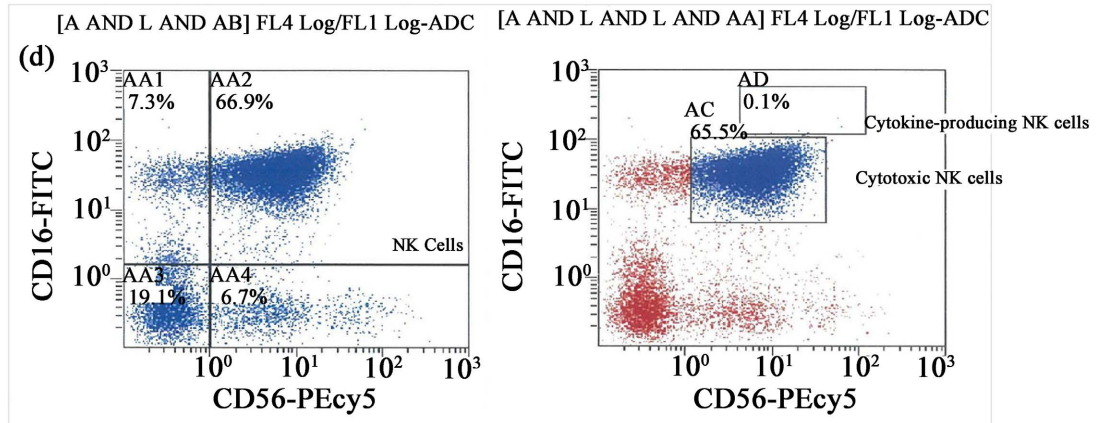 [A AND L AND AB] FL4 Log/FL1 Log-ADC
[A AND L AND L AND AA] FL4 Log/FL1 Log-ADC
(d)
10³
AA1
7.3%
AA2
66.9%
10²
10¹
10⁰
NK Cells
AA3
19.1%
AA4
6.7%
CD16-FITC
10⁰
10¹
10²
10³
CD56-PEcy5
10³
AD
0.1%
AC
65.5%
Cytokine-producing NK cells
10²
Cytotoxic NK cells
10¹
10⁰
CD16-FITC
10⁰
10¹
10²
10³
CD56-PEcy5